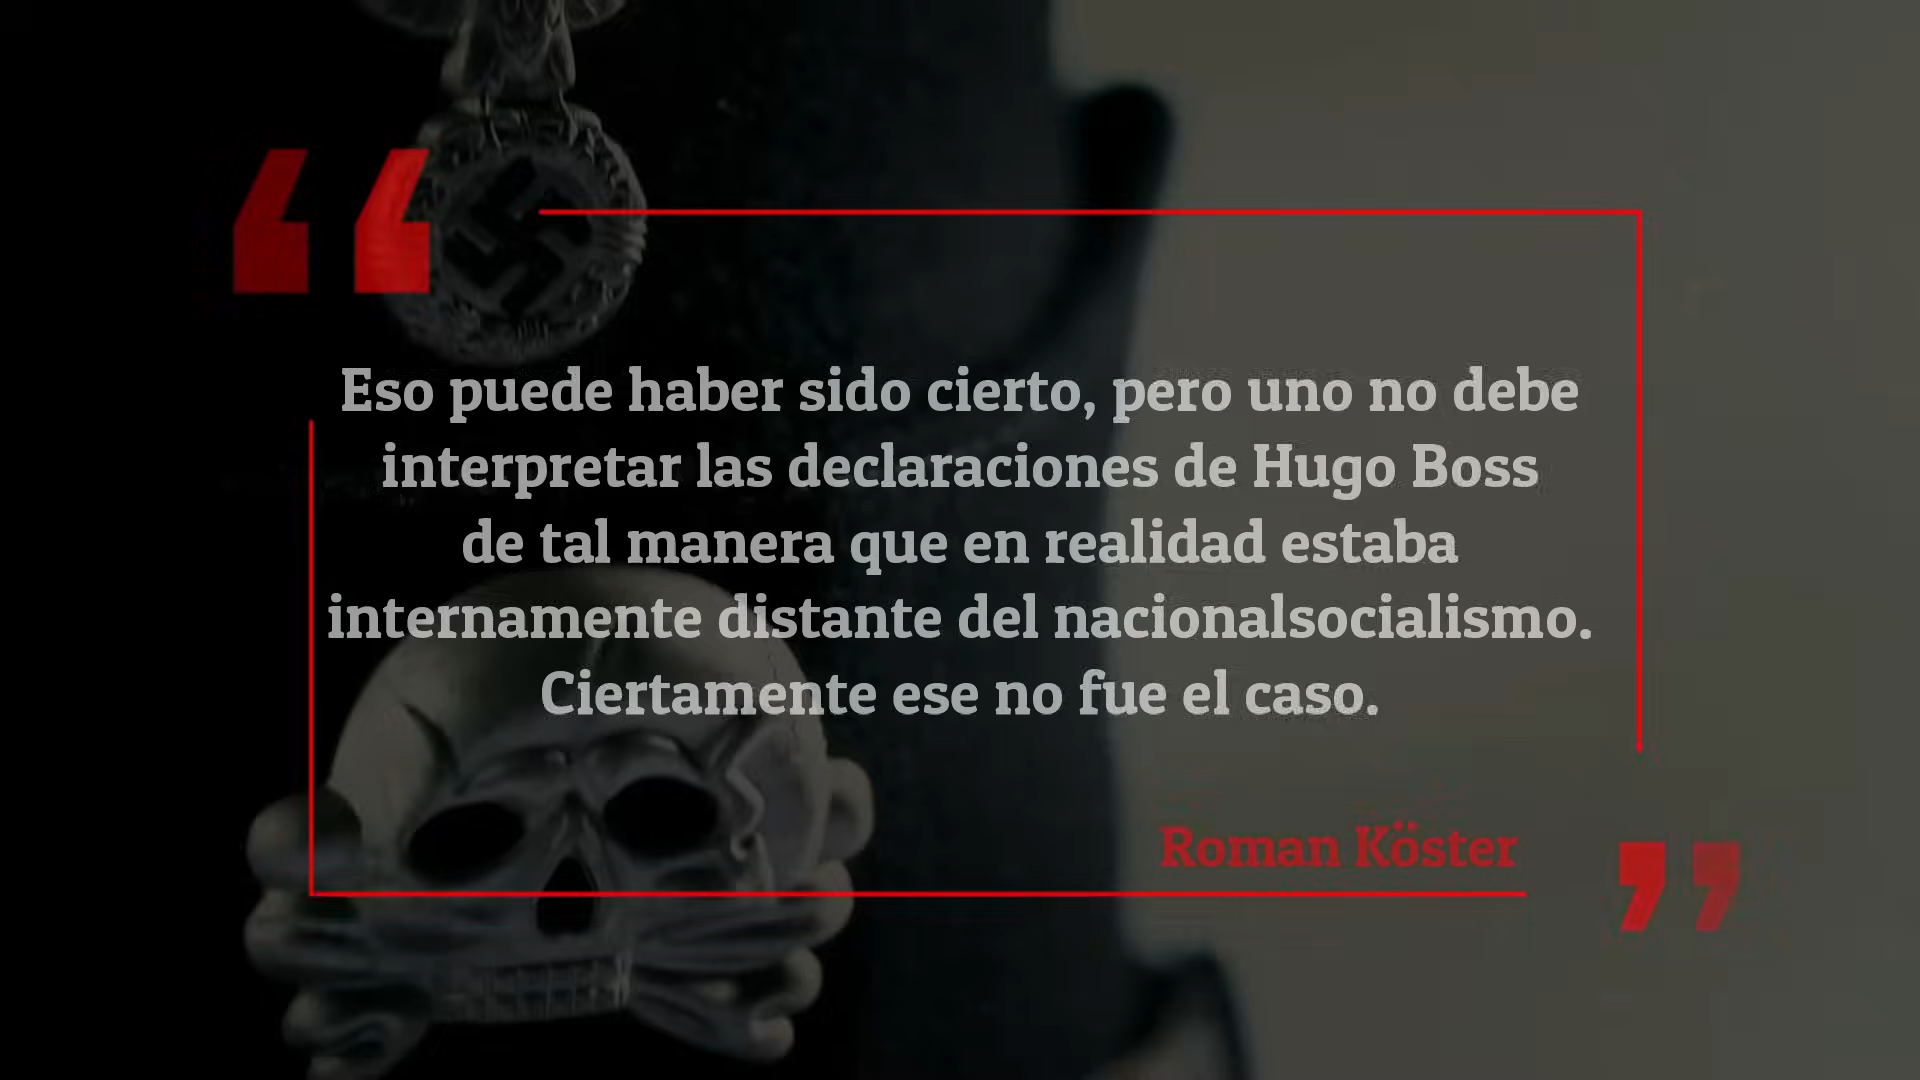 “
Eso puede haber sido cierto, pero uno no debe
interpretar las declaraciones de Hugo Boss
de tal manera que en realidad estaba
internamente distante del nacionalsocialismo.
Ciertamente ese no fue el caso.
Roman Köster
”